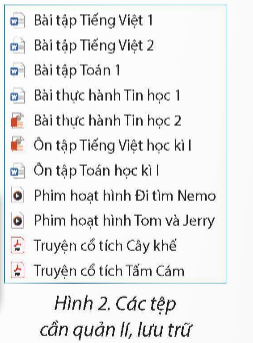 Bài tập Tiếng Việt 1
Bài tập Tiếng Việt 2
Bài tập Toán 1
Bài thực hành Tin học 1
Bài thực hành Tin học 2
Ôn tập Tiếng Việt học kì I
Ôn tập Toán học kì I
Phim hoạt hình Đi tìm Nemo
Phim hoạt hình Tom và Jerry
Truyện cổ tích Cây khế
Truyện cổ tích Tấm Cám
Hình 2. Các tệp
cần quản lí, lưu trữ